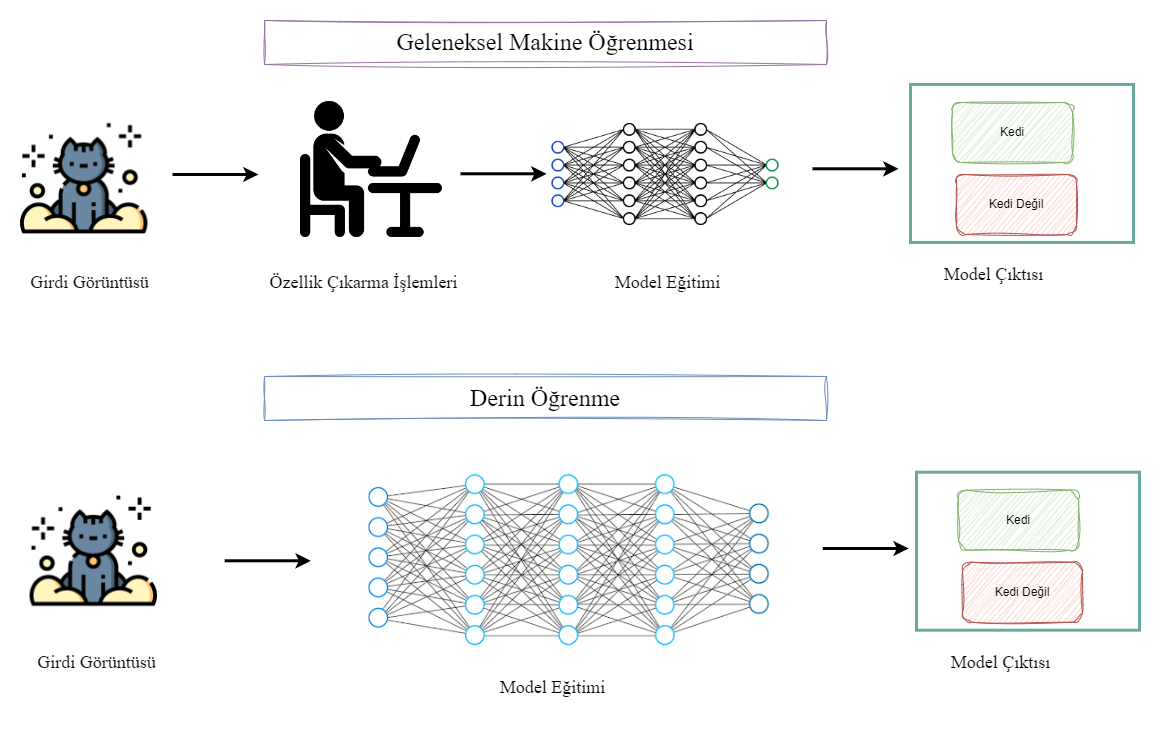 Geleneksel Makine Öğrenmesi
Kedi
Kedi Değil
Girdi Görüntüsü
Özellik Çıkarma İşlemleri
Model Eğitimi
Model Çıktısı
Derin Öğrenme
Kedi
Kedi Değil
Girdi Görüntüsü
Model Çıktısı
Model Eğitimi